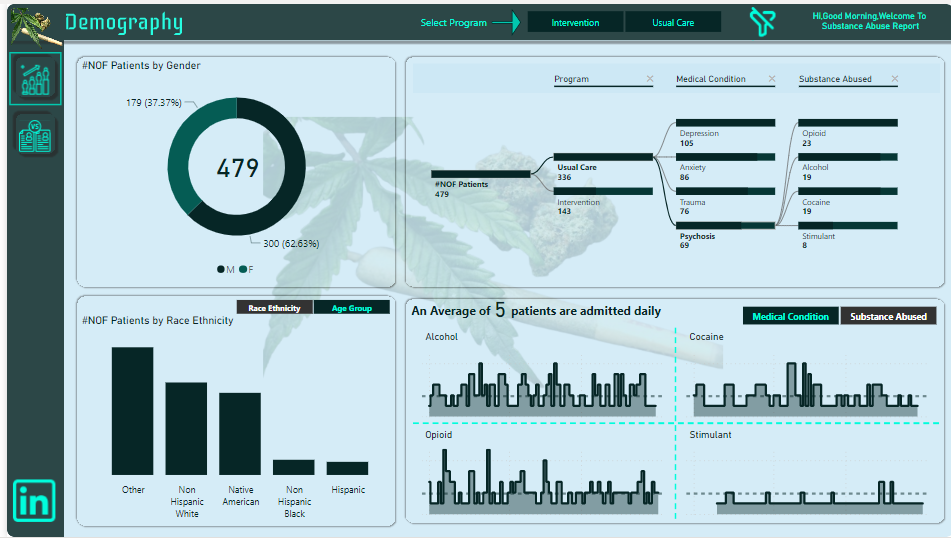 Demography
Select Program
Intervention
Usual Care
Hi,Good Morning,Welcome To
Substance Abuse Report
VS
#NOF Patients by Gender
179 (37.37%)
479
300 (62.63%)
M F
Program
Medical Condition
Substance Abused
#NOF Patients
479
Usual Care
336
Intervention
143
Depression
105
Anxiety
86
Trauma
76
Psychosis
69
Opioid
23
Alcohol
19
Cocaine
19
Stimulant
8
Race Ethnicity
Age Group
#NOF Patients by Race Ethnicity
Other
Non
Hispanic
White
Native
American
Non
Hispanic
Black
Hispanic
An Average of 5 patients are admitted daily
Medical Condition
Substance Abused
Alcohol
Cocaine
Opioid
Stimulant
in